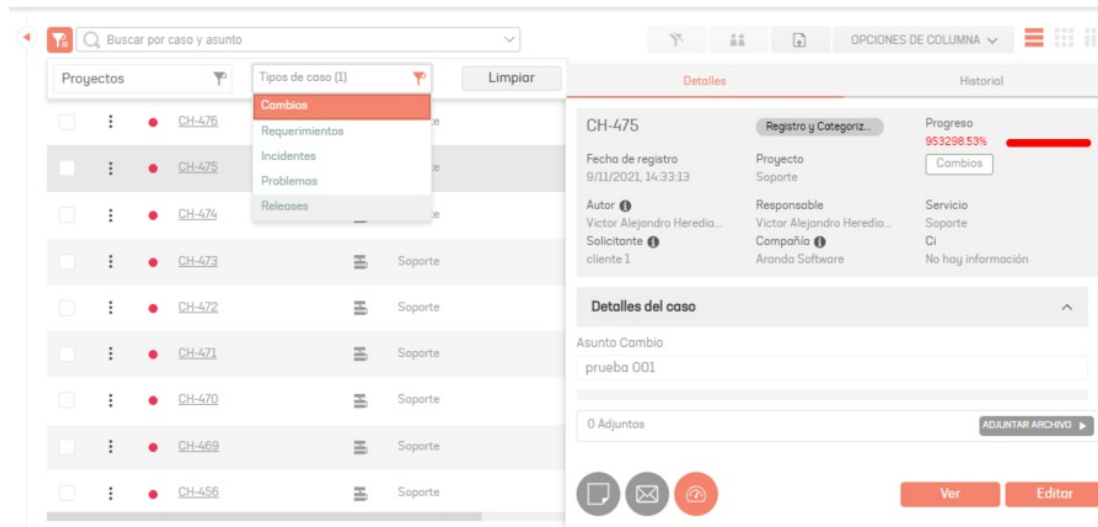 Buscar por caso y asunto
OPCIONES DE COLUMNA
Proyectos
Tipos de caso (1)
Limpiar
Cambios
Requerimientos
Incidentes
Problemas
Releases
CH-476
CH-475
CH-474
CH-473 Soporte
CH-472 Soporte
CH-471 Soporte
CH-470 Soporte
CH-469 Soporte
CH-456 Soporte
Detalles
Historial
CH-475
Registro y Categoriz...
Progreso
953298.53%
Fecha de registro
9/11/2021, 14:33:13
Proyecto
Soporte
Cambios
Autor
Victor Alejandro Heredia...
Responsable
Victor Alejandro Heredia...
Servicio
Soporte
Solicitante
cliente 1
Compañía
Aranda Software
Ci
No hay información
Detalles del caso
Asunto Cambio
prueba 001
0 Adjuntos
ADJUNTAR ARCHIVO
Ver
Editar